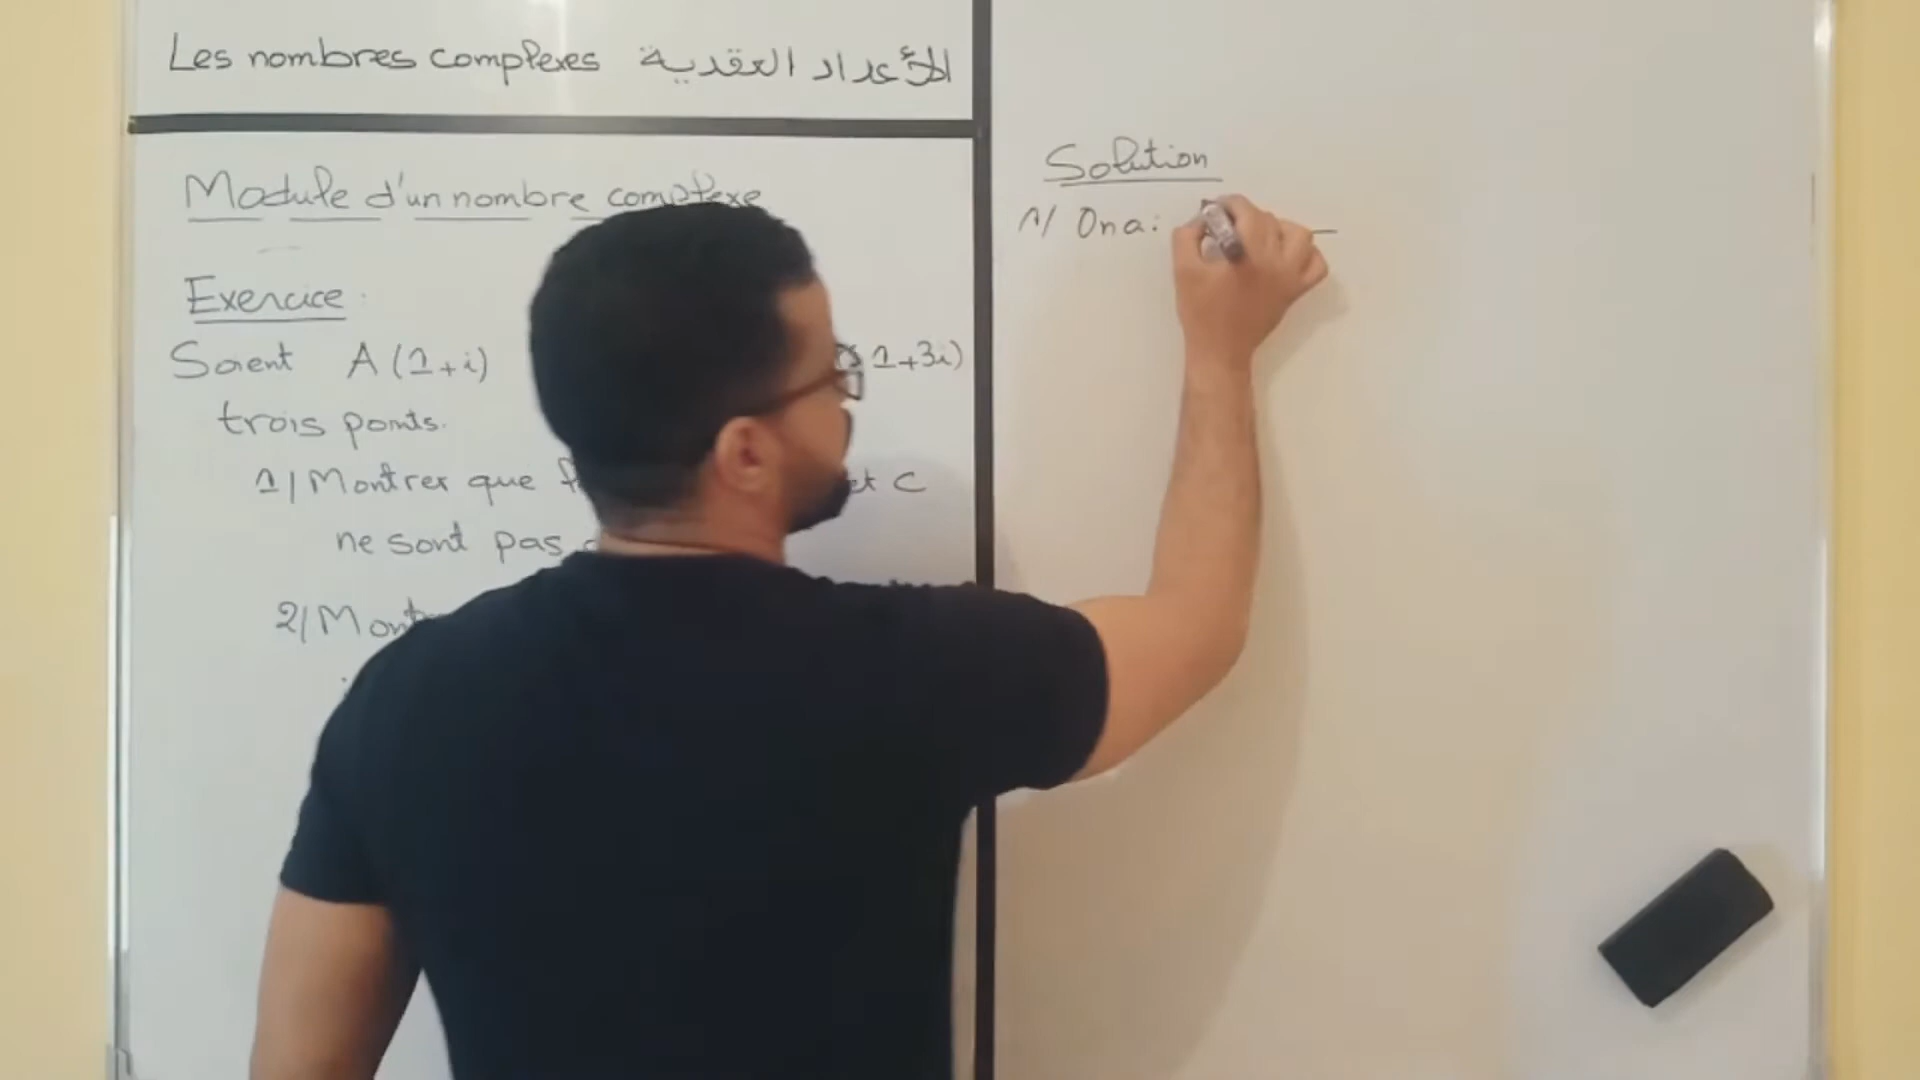 Les nombres complexes الأعداد العقدية
Module d'un nombre complexe
Exercice :
Soient A(1+i) 1+3i)
trois points.
1/ Montrer que et C
ne sont pas
2/
Solution
1/ On a :